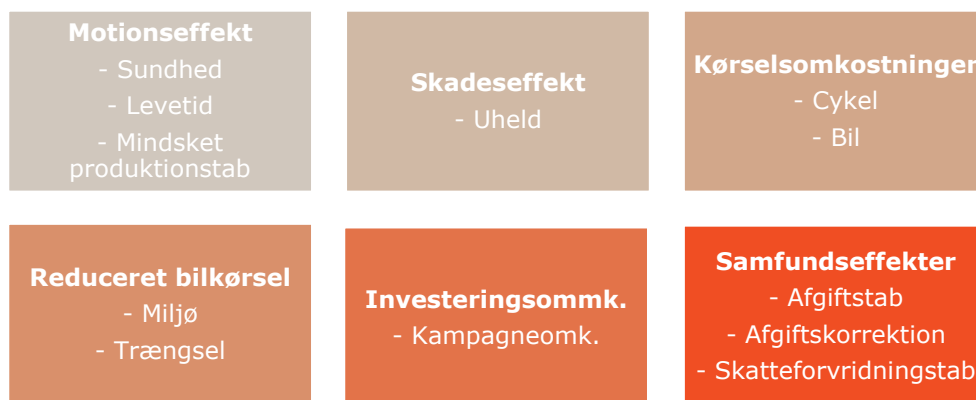 Motionseffekt
- Sundhed
- Levetid
- Mindsket
produktionstab
Skadeseffekt
- Uheld
Kørselsomkostninger
- Cykel
- Bil
Reduceret bilkørsel
- Miljø
- Trængsel
Investeringsommk.
- Kampagneomk.
Samfundseffekter
- Afgiftstab
- Afgiftskorrektion
- Skatteforvridningstab